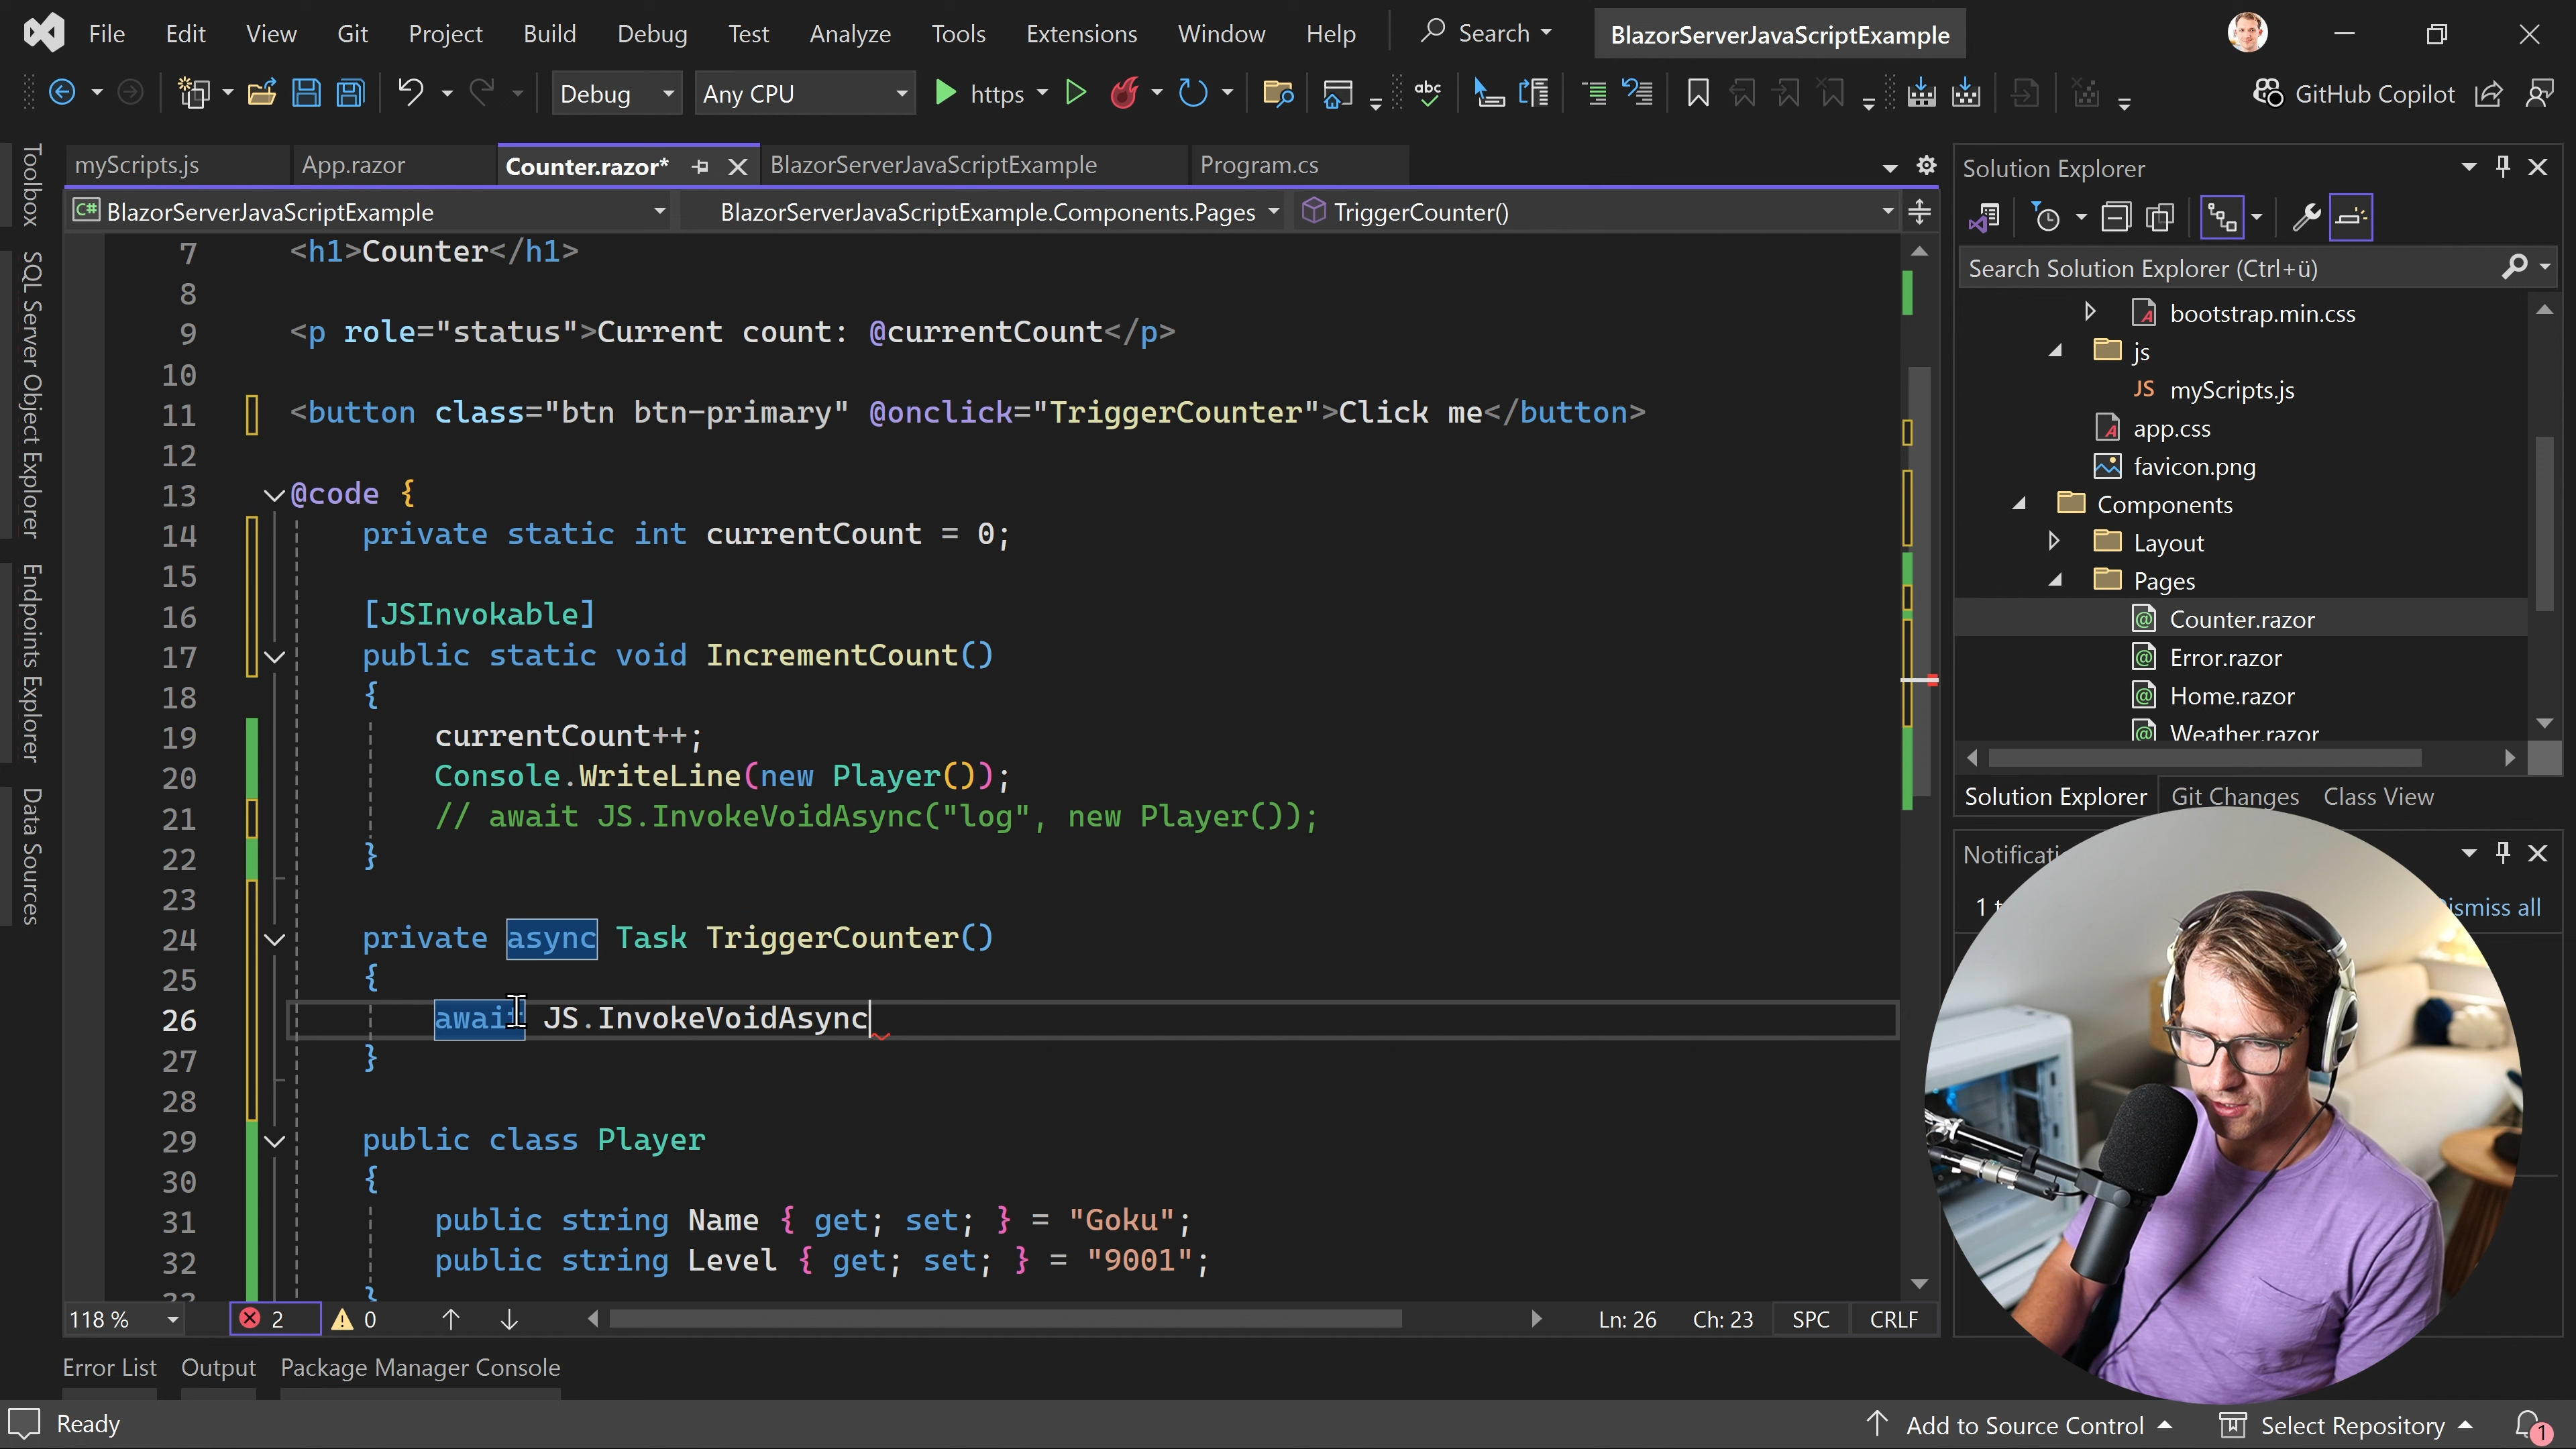 File Edit View Git Project Build Debug Test Analyze Tools Extensions Window Help Search BlazorServerJavaScriptExample
Debug Any CPU https abc GitHub Copilot
myScripts.js App.razor Counter.razor* BlazorServerJavaScriptExample Program.cs
C# BlazorServerJavaScriptExample BlazorServerJavaScriptExample.Components.Pages TriggerCounter()
Toolbox
SQL Server Object Explorer
Endpoints Explorer
Data Sources
7 <h1>Counter</h1>
8
9 <p role="status">Current count: @currentCount</p>
10
11 <button class="btn btn-primary" @onclick="TriggerCounter">Click me</button>
12
13 @code {
14 private static int currentCount = 0;
15
16 [JSInvokable]
17 public static void IncrementCount()
18 {
19 currentCount++;
20 Console.WriteLine(new Player());
21 // await JS.InvokeVoidAsync("log", new Player());
22 }
23
24 private async Task TriggerCounter()
25 {
26 await JS.InvokeVoidAsync
27 }
28
29 public class Player
30 {
31 public string Name { get; set; } = "Goku";
32 public string Level { get; set; } = "9001";
33 }
118 % 2 0 Ln: 26 Ch: 23 SPC CRLF
Error List Output Package Manager Console
Ready Add to Source Control Select Repository 1
Solution Explorer
Search Solution Explorer (Ctrl+ü)
bootstrap.min.css
js
JS myScripts.js
app.css
favicon.png
Components
Layout
Pages
@ Counter.razor
@ Error.razor
@ Home.razor
@ Weather.razor
Solution Explorer Git Changes Class View
1 Dismiss all